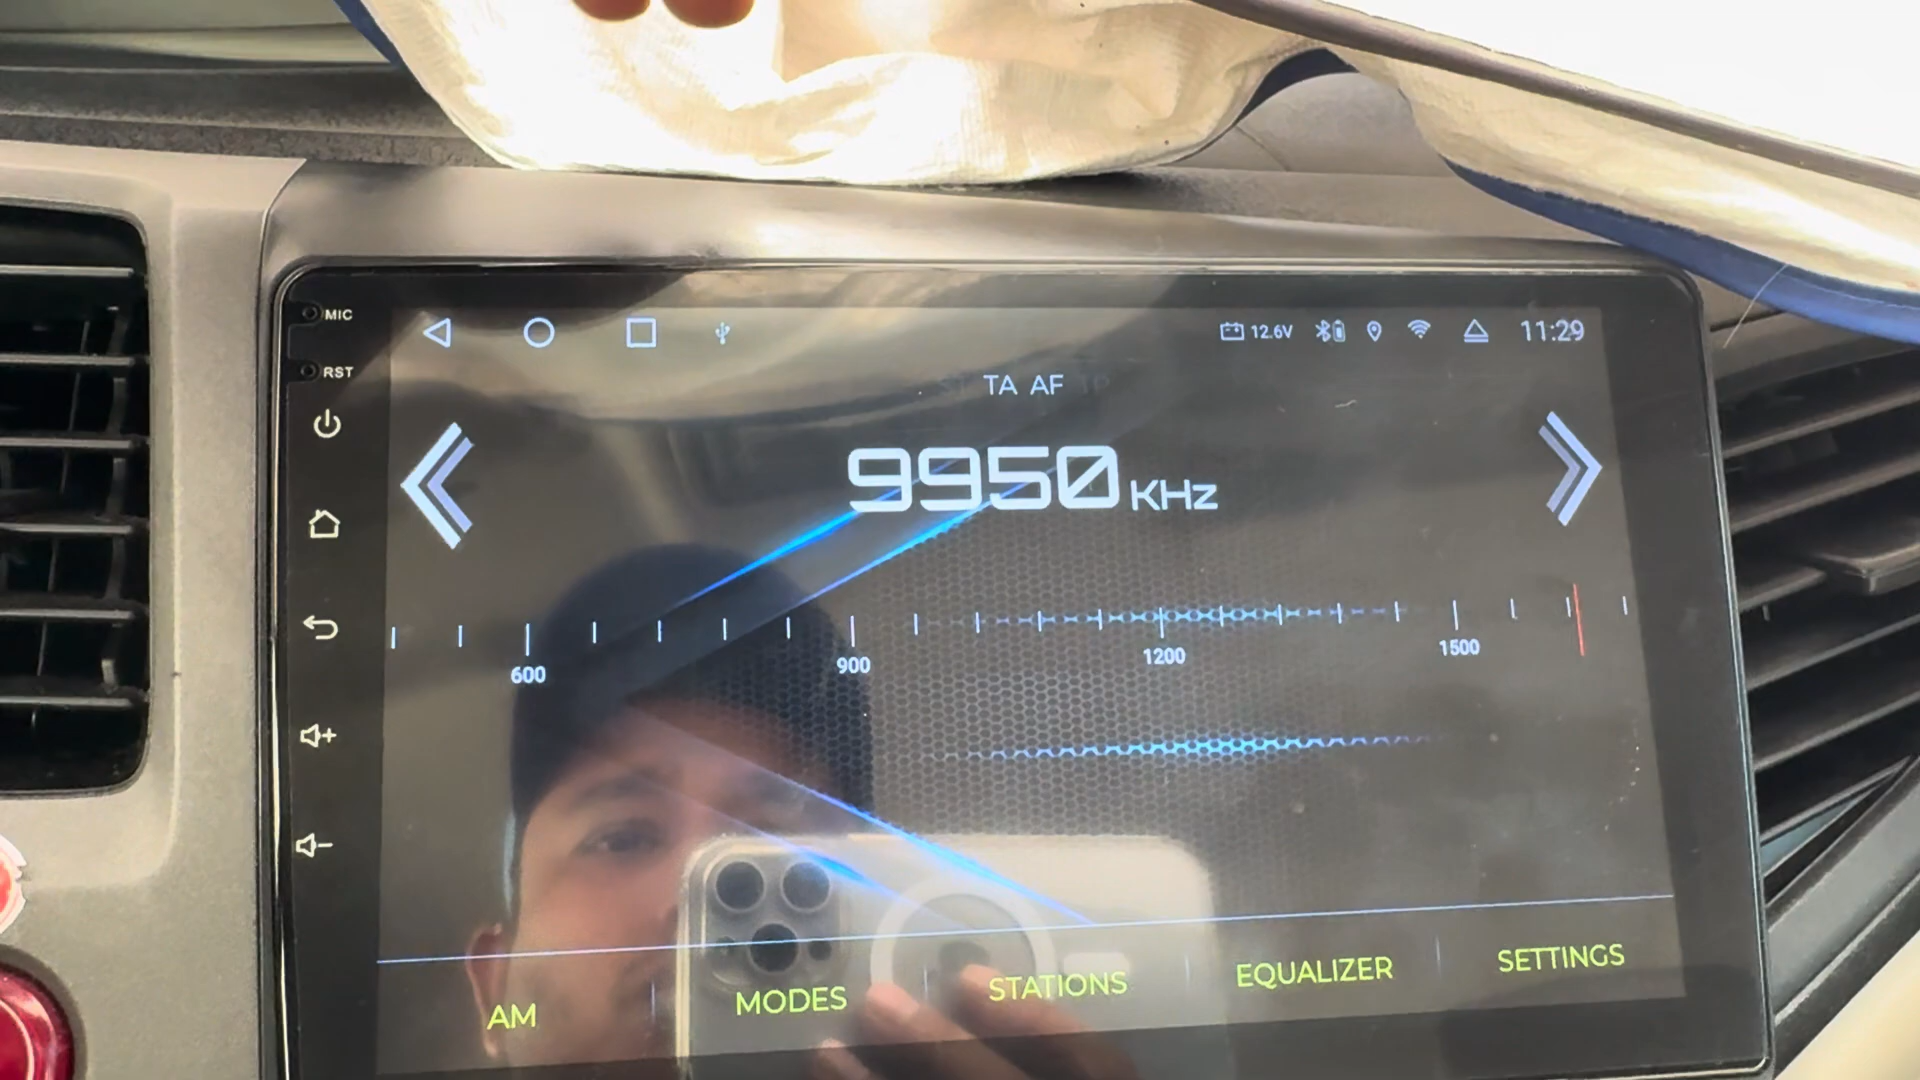 MIC
12.6V
11:29
RST
TA AF
9950 KHz
600 900 1200 1500
AM MODES STATIONS EQUALIZER SETTINGS